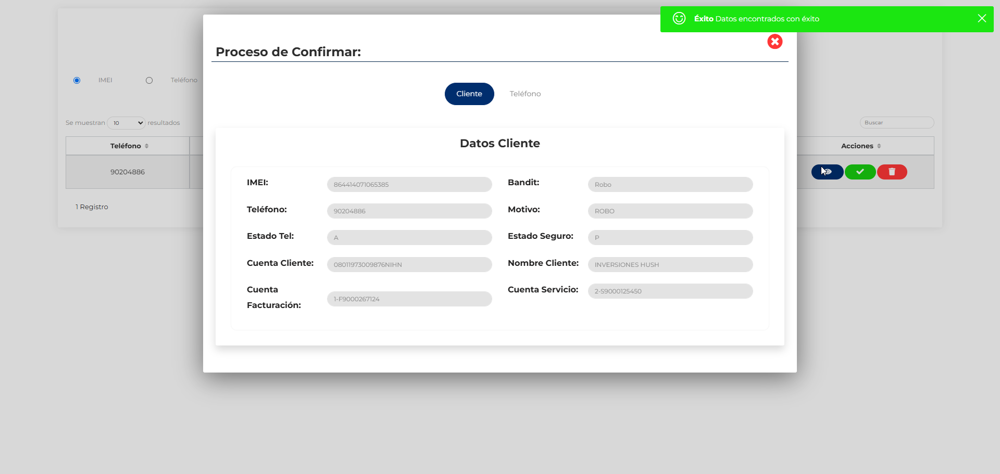 Éxito Datos encontrados con éxito
Proceso de Confirmar:
IMEI Teléfono
Cliente Teléfono
Se muestran 10 resultados
Buscar
Teléfono
Acciones
90204886
1 Registro
Datos Cliente
IMEI: 864414071065385 Bandit: Robo
Teléfono: 90204886 Motivo: ROBO
Estado Tel: A Estado Seguro: P
Cuenta Cliente: 08011973009876NIHN Nombre Cliente: INVERSIONES HUSH
Cuenta
Facturación: 1-F9000267124 Cuenta Servicio: 2-S9000125450